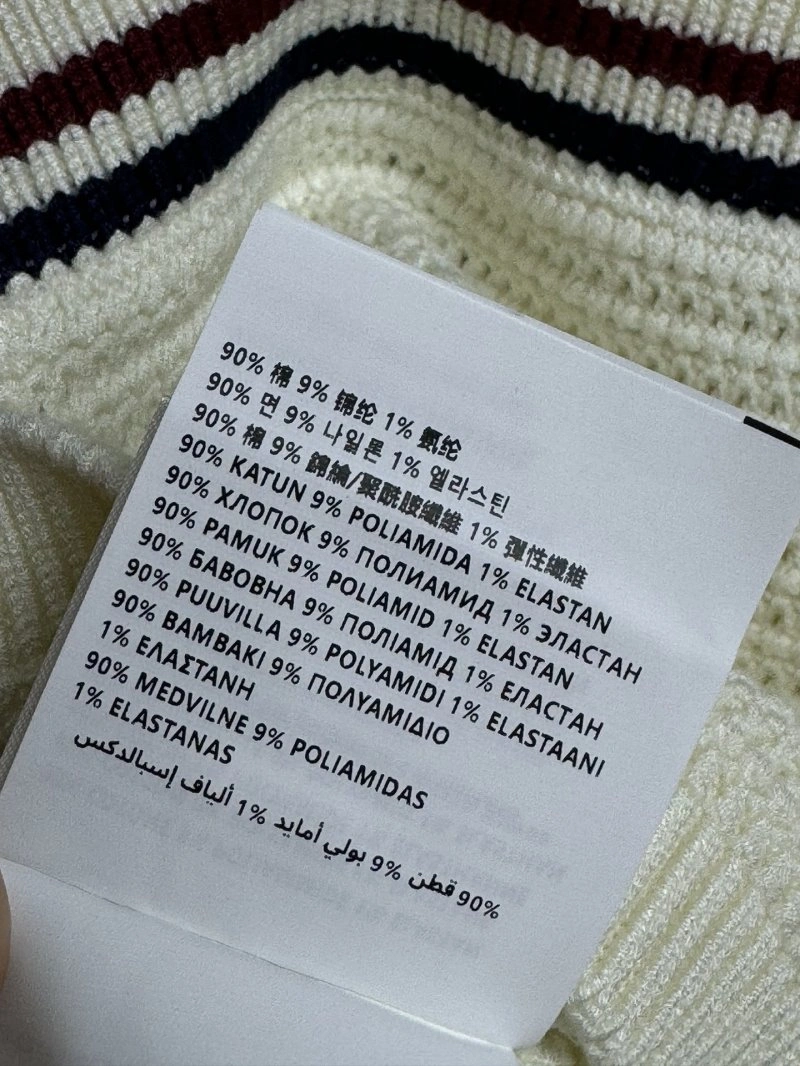 90% 棉 9% 锦纶 1% 氨纶
90% 면 9% 나일론 1% 엘라스틴
90% 棉 9% 錦綸/聚酰胺纖維 1% 彈性纖維
90% KATUN 9% POLIAMIDA 1% ELASTAN
90% ХЛОПОК 9% ПОЛИАМИД 1% ЭЛАСТАН
90% PAMUK 9% POLIAMID 1% ELASTAN
90% БАВОВНА 9% ПОЛІАМІД 1% ЕЛАСТАН
90% PUUVILLA 9% POLYAMIDI 1% ELASTAANI
90% ΒΑΜΒΑΚΙ 9% ΠΟΛΥΑΜΙΔΙΟ
1% ΕΛΑΣΤΑΝΗ
90% MEDVILNE 9% POLIAMIDAS
1% ELASTANAS
90% قطن 9% بولي أمايد 1% ألياف إسبالدكس